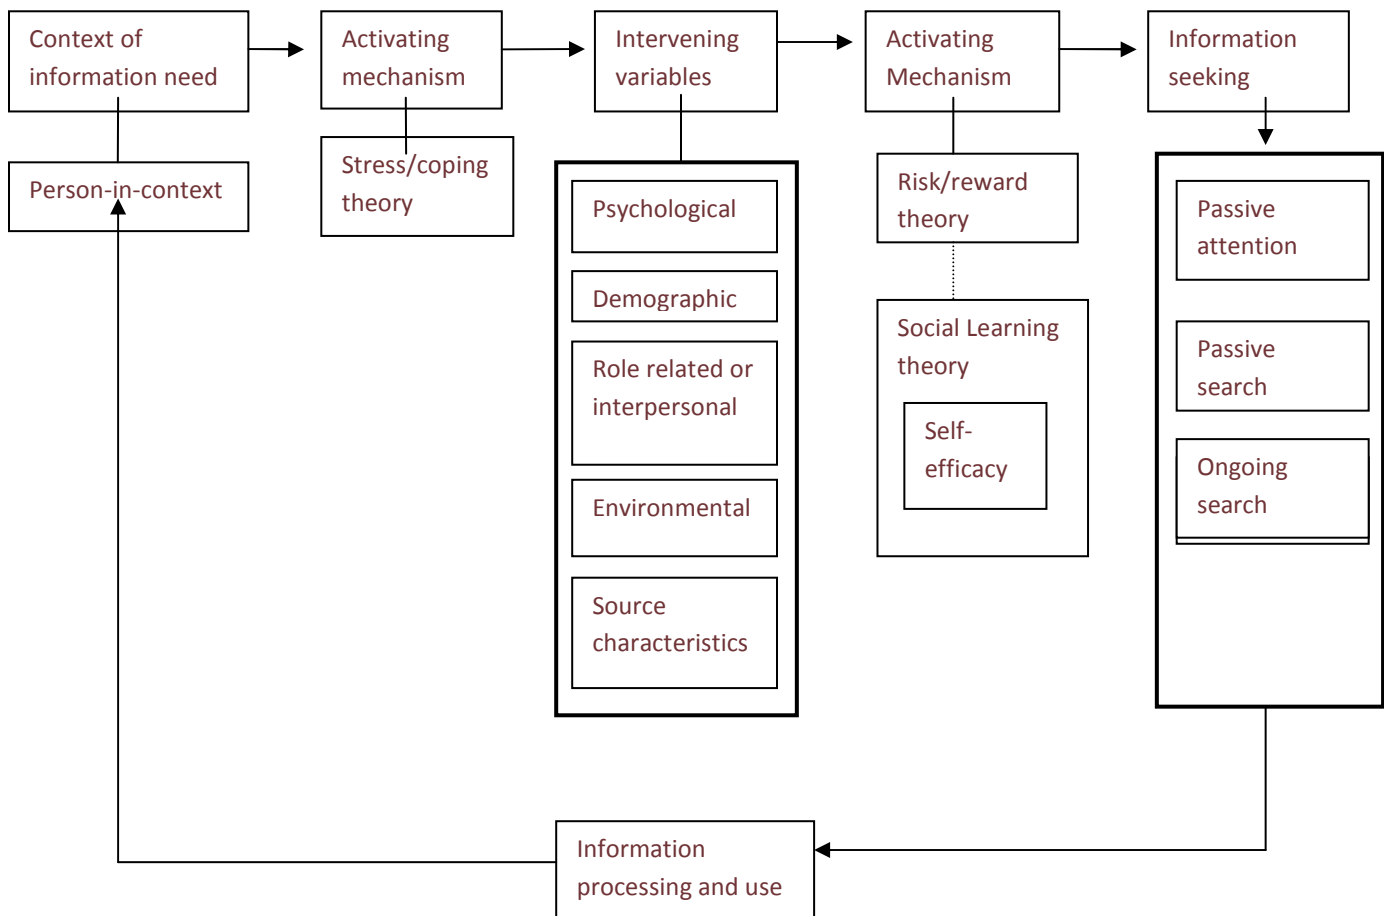 Context of
information need
Activating
mechanism
Intervening
variables
Activating
Mechanism
Information
seeking
Person-in-context
Stress/coping
theory
Psychological
Demographic
Role related or
interpersonal
Environmental
Source
characteristics
Risk/reward
theory
Social Learning
theory
Self-
efficacy
Passive
attention
Passive
search
Ongoing
search
Information
processing and use